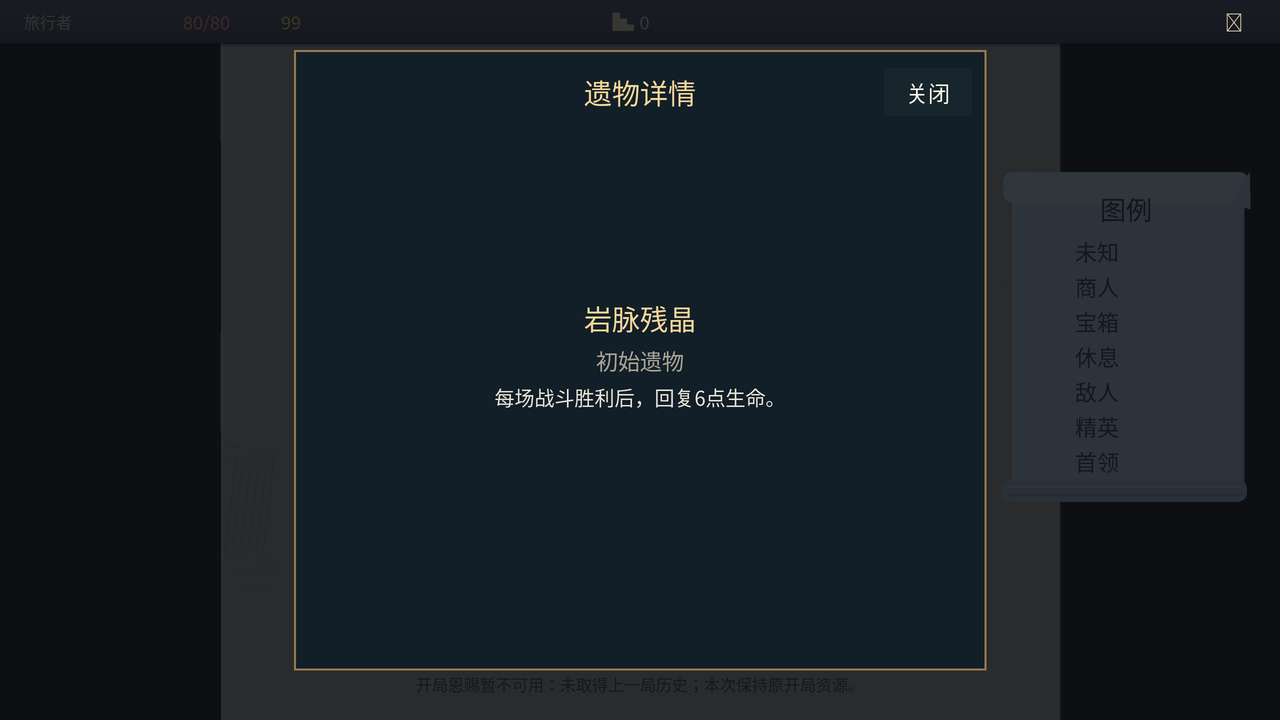 旅行者 80/80 99 0
遗物详情
关闭
岩脉残晶
初始遗物
每场战斗胜利后，回复6点生命。
图例
未知
商人
宝箱
休息
敌人
精英
首领
开局恩赐暂不可用：未取得上一局历史；本次保持原开局资源。